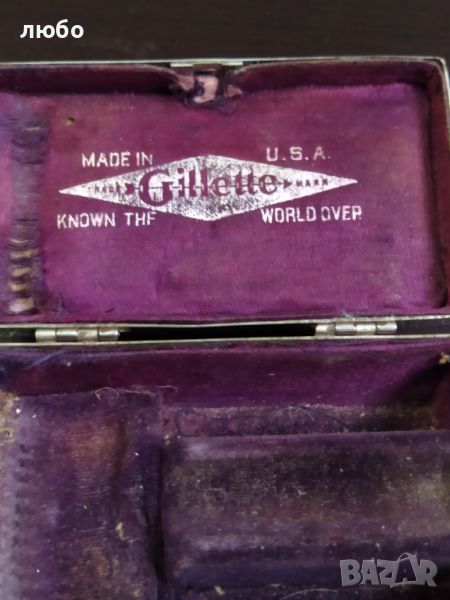 любо
MADE IN U.S.A.
TRADE Gillette MARK
KNOWN THE WORLD OVER
BAZAR